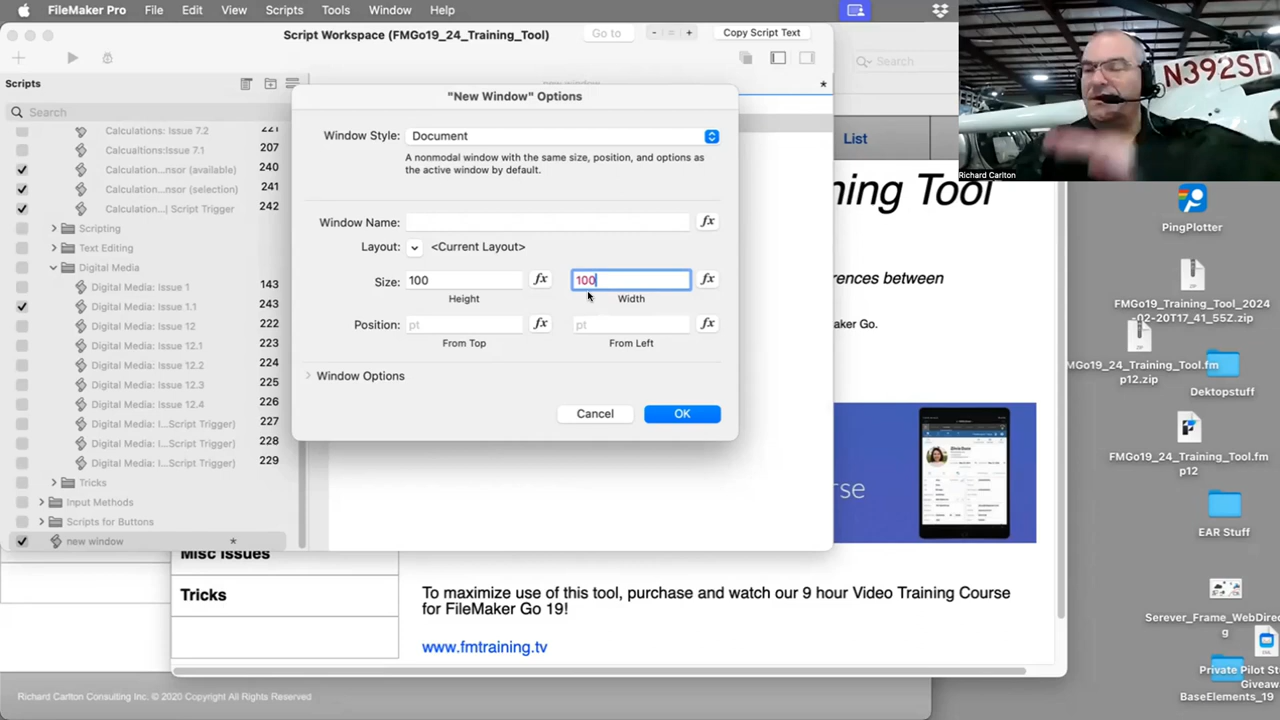 FileMaker Pro File Edit View Scripts Tools Window Help
Script Workspace (FMGo19_24_Training_Tool)
Go to
- = +
Copy Script Text
Scripts
Search
Calculations: Issue 7.2 221
Calcualtions:Issue 7.1 207
Calculation...nsor (available) 240
Calculation...nsor (selection) 241
Calculation...| Script Trigger 242
Scripting
Text Editing
Digital Media
Digital Media: Issue 1 143
Digital Media: Issue 1.1 243
Digital Media: Issue 12 222
Digital Media: Issue 12.1 223
Digital Media: Issue 12.2 224
Digital Media: Issue 12.3 225
Digital Media: Issue 12.4 226
Digital Media: I...Script Trigger) 227
Digital Media: I...Script Trigger) 228
Digital Media: I...Script Trigger) 229
Tricks
Input Methods
Scripts for Buttons
new window *
new window
*
"New Window" Options
Window Style: Document
A nonmodal window with the same size, position, and options as
the active window by default.
Window Name: fx
Layout: <Current Layout>
Size: 100 fx 100 fx
Height Width
Position: pt fx pt fx
From Top From Left
Window Options
Cancel OK
Search
List
ning Tool
erences between
aker Go.
rse
Misc Issues
Tricks
To maximize use of this tool, purchase and watch our 9 hour Video Training Course
for FileMaker Go 19!
www.fmtraining.tv
Richard Carlton Consulting Inc. © 2020 Copyright All Rights Reserved
N392SD
Richard Carlton
PingPlotter
FMGo19_Training_Tool_2024
-02-20T17_41_55Z.zip
MGo19_24_Training_Tool.fm
p12.zip
Dektopstuff
FMGo19_24_Training_Tool.fm
p12
EAR Stuff
Serever_Frame_WebDirec
g
Private Pilot St
Giveaw
BaseElements_19